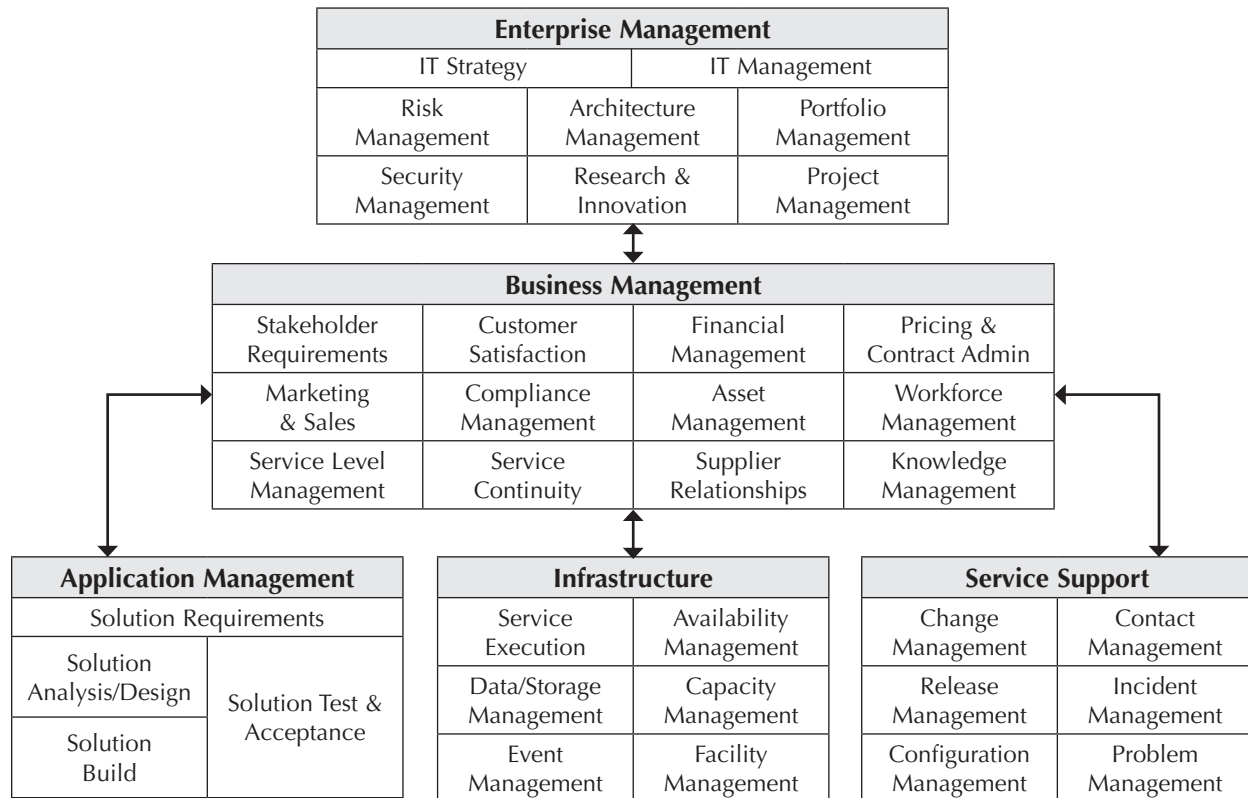 Enterprise Management
IT Strategy
IT Management
Risk
Management
Architecture
Management
Portfolio
Management
Security
Management
Research &
Innovation
Project
Management
Business Management
Stakeholder
Requirements
Customer
Satisfaction
Financial
Management
Pricing &
Contract Admin
Marketing
& Sales
Compliance
Management
Asset
Management
Workforce
Management
Service Level
Management
Service
Continuity
Supplier
Relationships
Knowledge
Management
Application Management
Solution Requirements
Solution
Analysis/Design
Solution Test &
Acceptance
Solution
Build
Infrastructure
Service
Execution
Availability
Management
Data/Storage
Management
Capacity
Management
Event
Management
Facility
Management
Service Support
Change
Management
Contact
Management
Release
Management
Incident
Management
Configuration
Management
Problem
Management